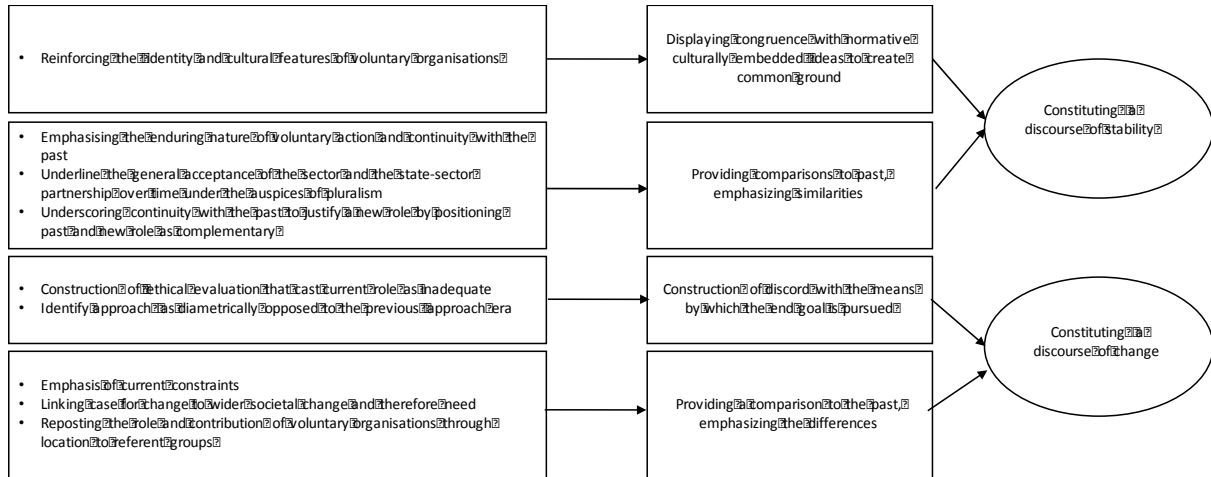 • Reinforcing the identity and cultural features of voluntary organisations
Displaying congruence with normative
culturally embedded ideas to create
common ground
Constituting a
discourse of stability
• Emphasising the enduring nature of voluntary action and continuity with the
past
• Underline the general acceptance of the sector and the state-sector
partnership over time under the auspices of pluralism
• Underscoring continuity with the past to justify a new role by positioning
past and new role as complementary
Providing comparisons to past,
emphasizing similarities
• Construction of ethical evaluation that cast current role as inadequate
• Identify approach as diametrically opposed to the previous approach era
Construction of discord with the means
by which the end goal is pursued
Constituting a
discourse of change
• Emphasis of current constraints
• Linking case for change to wider societal change and therefore need
• Reposting the role and contribution of voluntary organisations through
location to referent groups
Providing a comparison to the past,
emphasizing the differences